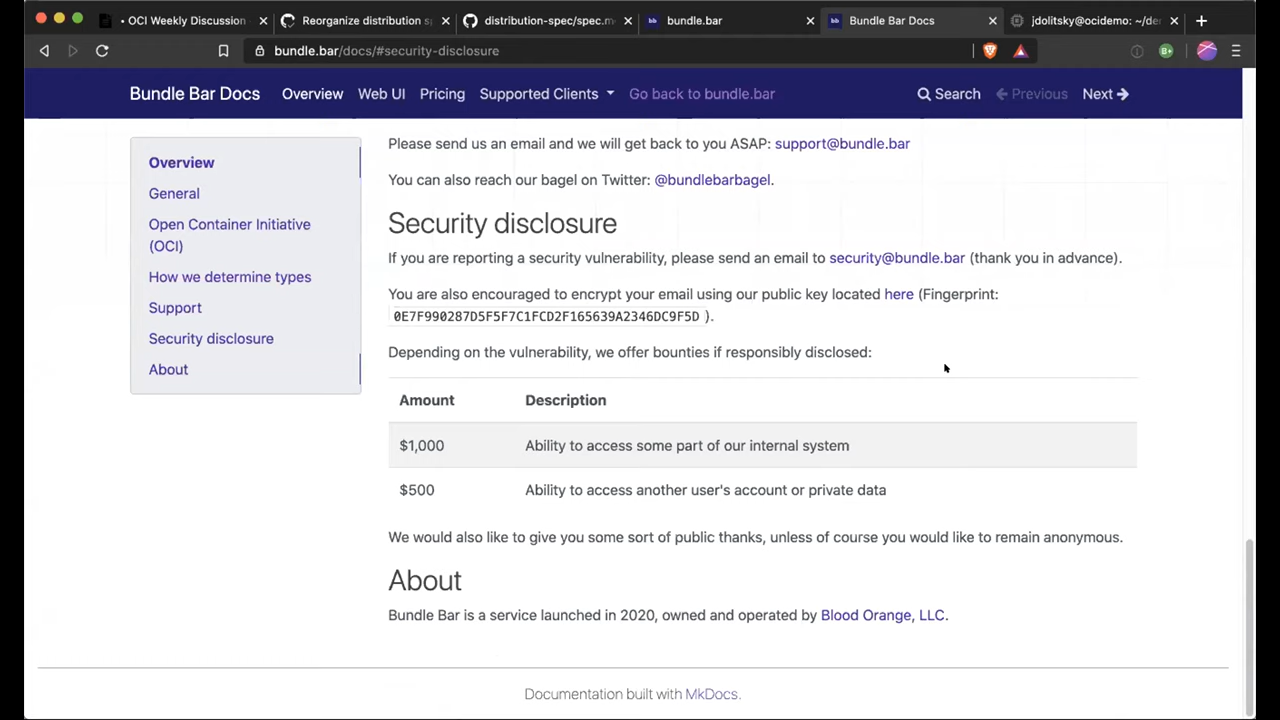 • OCI Weekly Discussion
Reorganize distribution s
distribution-spec/spec.m
bundle.bar
Bundle Bar Docs
jdolitsky@ocidemo: ~/de
bundle.bar/docs/#security-disclosure
Bundle Bar Docs
Overview
Web UI
Pricing
Supported Clients
Go back to bundle.bar
Search
Previous
Next
Overview
General
Open Container Initiative
(OCI)
How we determine types
Support
Security disclosure
About
Please send us an email and we will get back to you ASAP: support@bundle.bar
You can also reach our bagel on Twitter: @bundlebarbagel.
Security disclosure
If you are reporting a security vulnerability, please send an email to security@bundle.bar (thank you in advance).
You are also encouraged to encrypt your email using our public key located here (Fingerprint:
0E7F990287D5F5F7C1FCD2F165639A2346DC9F5D ).
Depending on the vulnerability, we offer bounties if responsibly disclosed:
Amount Description
$1,000 Ability to access some part of our internal system
$500 Ability to access another user's account or private data
We would also like to give you some sort of public thanks, unless of course you would like to remain anonymous.
About
Bundle Bar is a service launched in 2020, owned and operated by Blood Orange, LLC.
Documentation built with MkDocs.